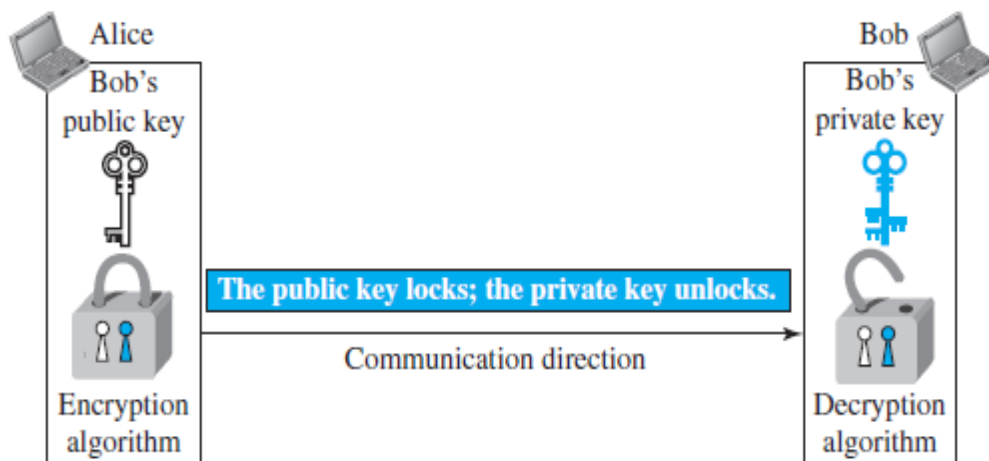 Alice
Bob's
public key
Encryption
algorithm
The public key locks; the private key unlocks.
Communication direction
Bob
Bob's
private key
Decryption
algorithm